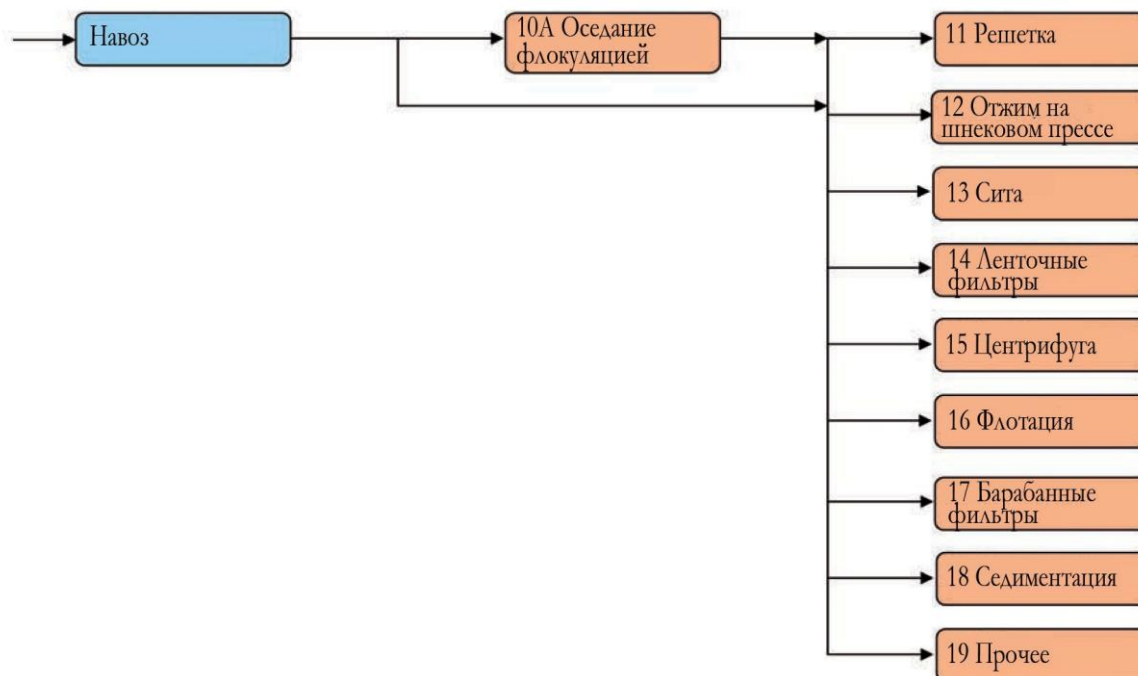 Навоз
10А Оседание
флокуляцией
11 Решетка
12 Отжим на
шнековом прессе
13 Сита
14 Ленточные
фильтры
15 Центрифуга
16 Флотация
17 Барабанные
фильтры
18 Седиментация
19 Прочее